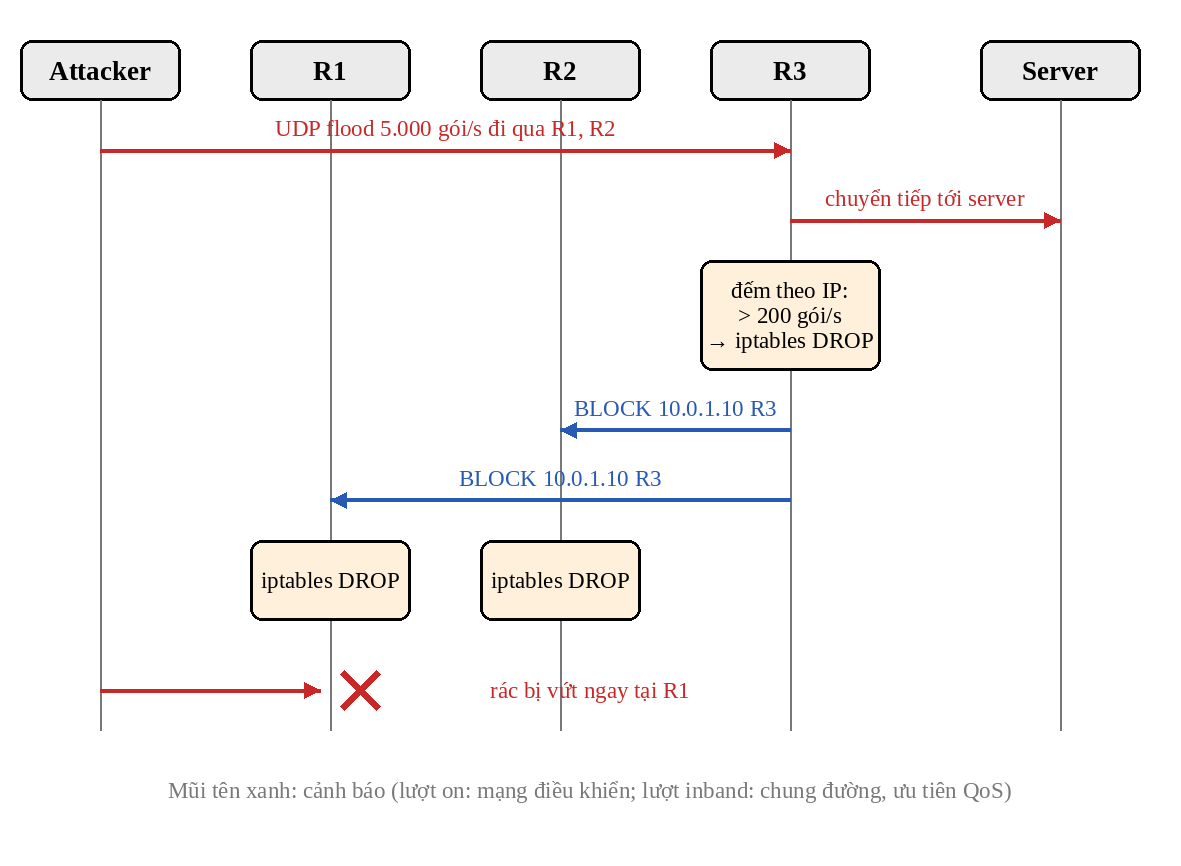 Attacker
R1
R2
R3
Server
UDP flood 5.000 gói/s đi qua R1, R2
chuyển tiếp tới server
đếm theo IP:
> 200 gói/s
→ iptables DROP
BLOCK 10.0.1.10 R3
BLOCK 10.0.1.10 R3
iptables DROP
iptables DROP
rác bị vứt ngay tại R1
Mũi tên xanh: cảnh báo (lượt on: mạng điều khiển; lượt inband: chung đường, ưu tiên QoS)